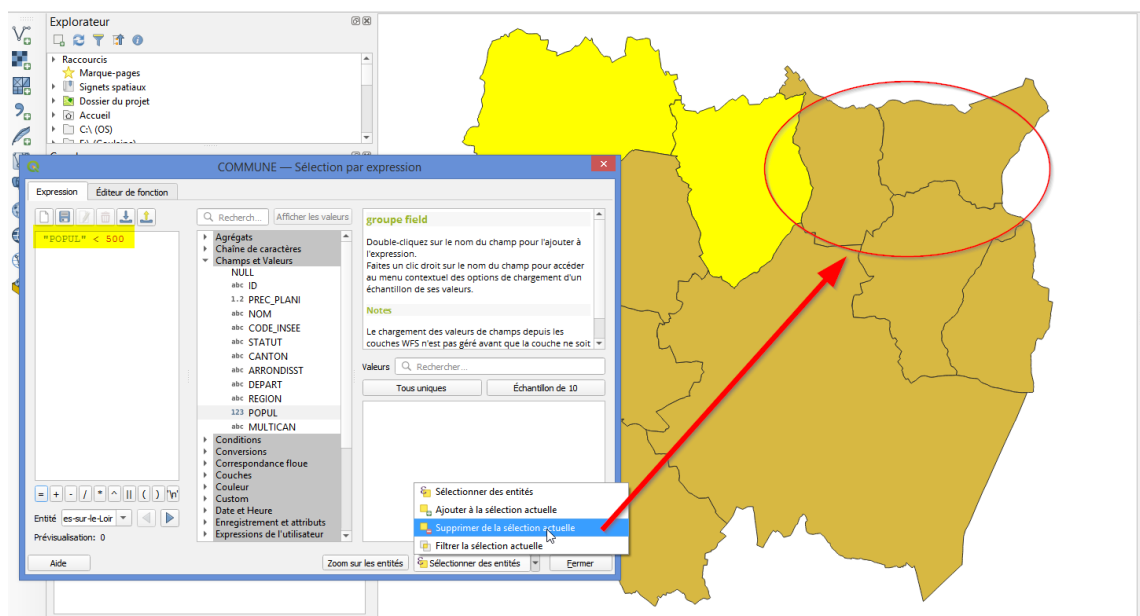 Explorateur
Raccourcis
Marque-pages
Signets spatiaux
Dossier du projet
Accueil
C:\ (OS)
COMMUNE — Sélection par expression
Expression Éditeur de fonction
"POPUL" < 500
= + - / * ^ || ( ) '\n'
Entité es-sur-le-Loir
Prévisualisation: 0
Recherch... Afficher les valeurs
Agrégats
Chaîne de caractères
Champs et Valeurs
NULL
abc ID
1.2 PREC_PLANI
abc NOM
abc CODE_INSEE
abc STATUT
abc CANTON
abc ARRONDISST
abc DEPART
abc REGION
123 POPUL
abc MULTICAN
Conditions
Conversions
Correspondance floue
Couches
Couleur
Custom
Date et Heure
Enregistrement et attributs
Expressions de l'utilisateur
groupe field
Double-cliquez sur le nom du champ pour l'ajouter à
l'expression.
Faites un clic droit sur le nom du champ pour accéder
au menu contextuel des options de chargement d'un
échantillon de ses valeurs.
Notes
Le chargement des valeurs de champs depuis les
couches WFS n'est pas géré avant que la couche ne soit
Valeurs Rechercher...
Tous uniques Échantillon de 10
Sélectionner des entités
Ajouter à la sélection actuelle
Supprimer de la sélection actuelle
Filtrer la sélection actuelle
Aide Zoom sur les entités Sélectionner des entités Fermer